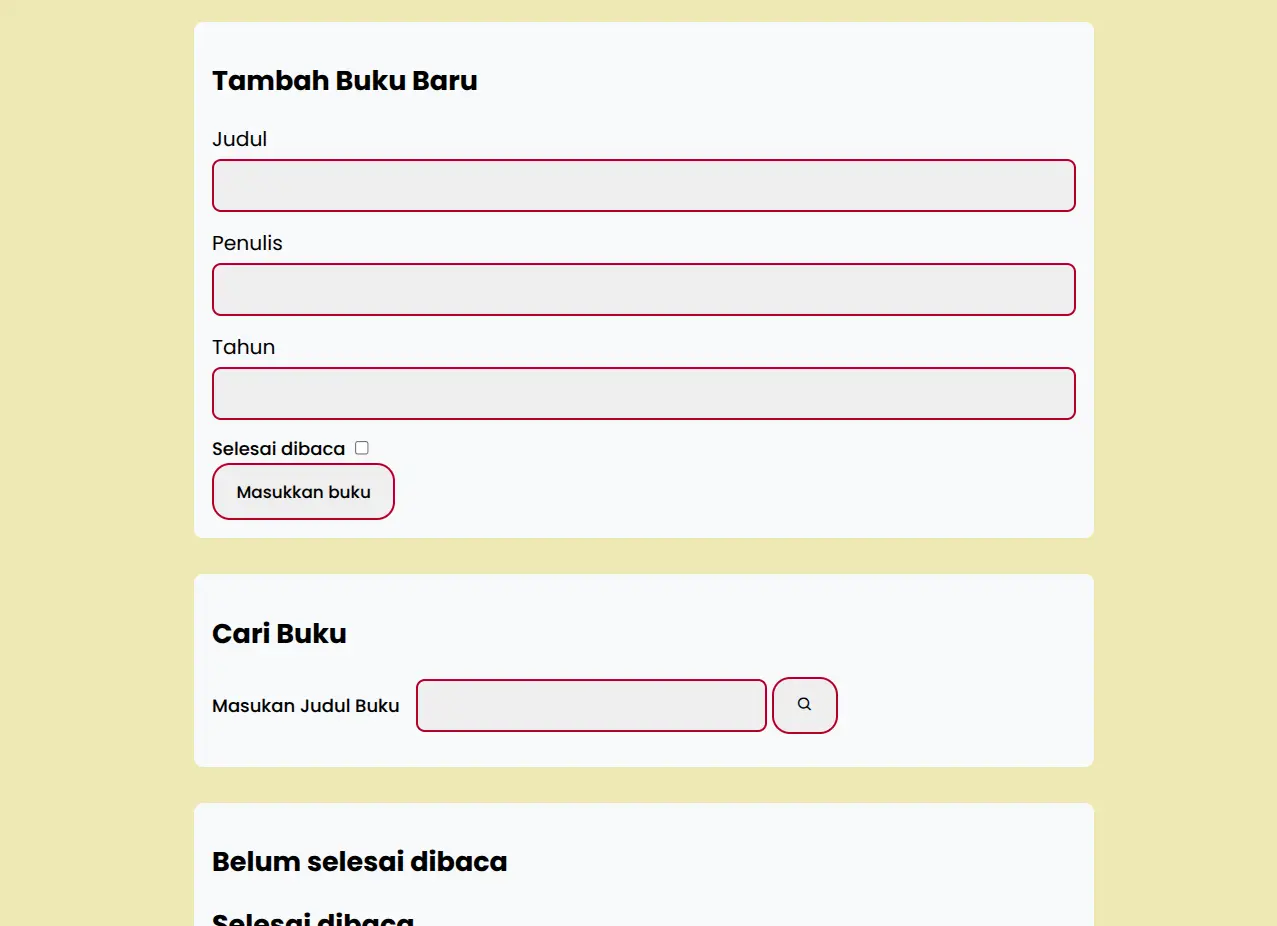 Tambah Buku Baru
Judul
Penulis
Tahun
Selesai dibaca
Masukkan buku
Cari Buku
Masukan Judul Buku
Belum selesai dibaca
Selesai dibaca